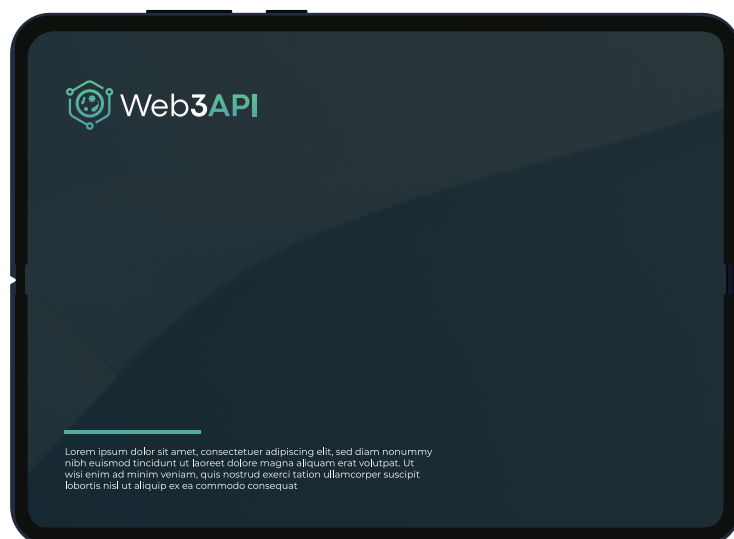 Web3API
Lorem ipsum dolor sit amet, consectetuer adipiscing elit, sed diam nonummy
nibh euismod tincidunt ut laoreet dolore magna aliquam erat volutpat. Ut
wisi enim ad minim veniam, quis nostrud exerci tation ullamcorper suscipit
lobortis nisl ut aliquip ex ea commodo consequat